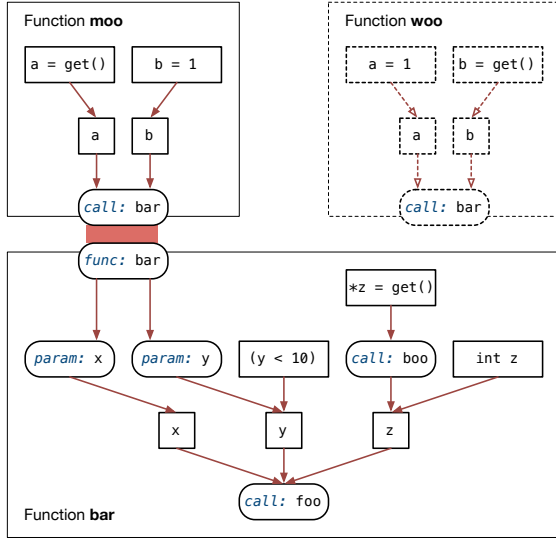 Function moo
Function woo
a = get()
b = 1
a = 1
b = get()
a
b
a
b
call: bar
call: bar
func: bar
*z = get()
param: x
param: y
(y < 10)
call: boo
int z
x
y
z
call: foo
Function bar